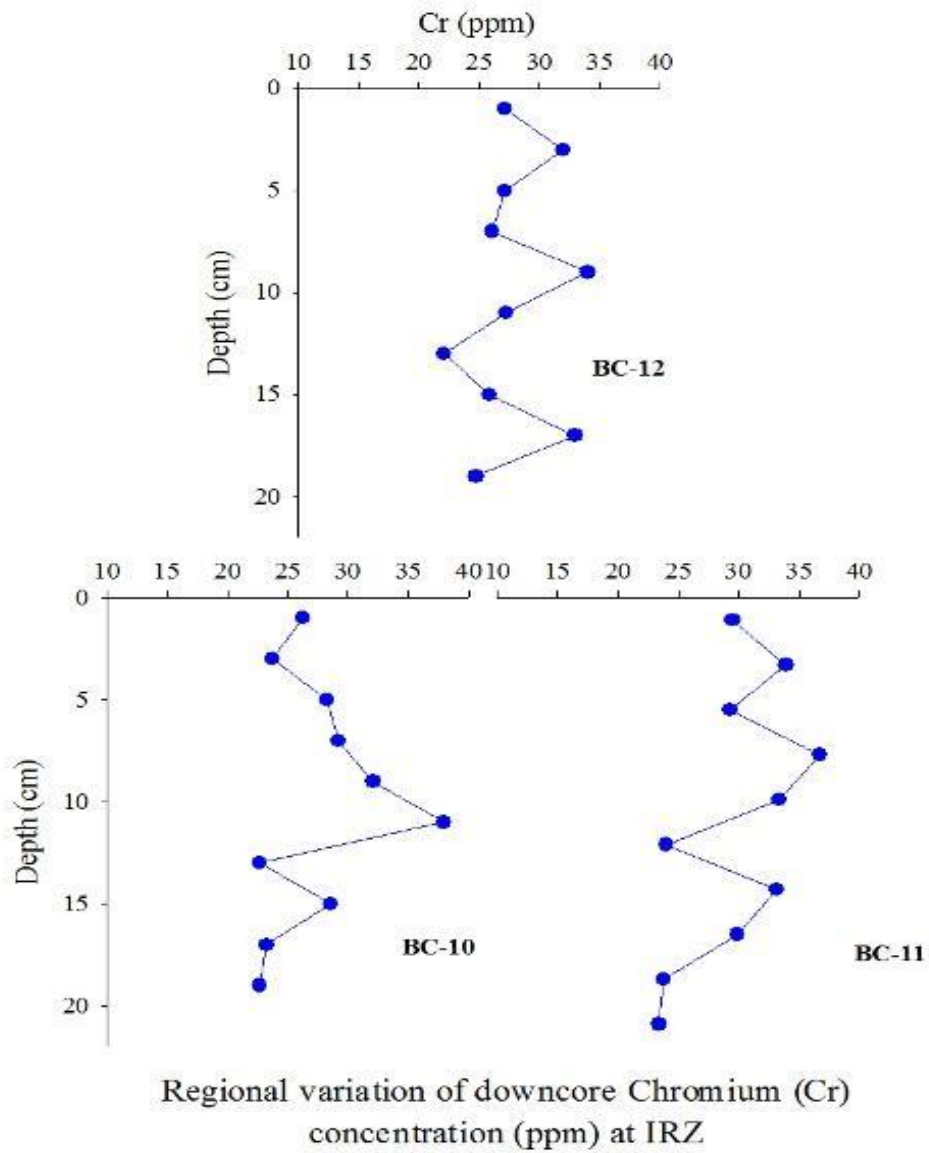 Cr (ppm)
10 15 20 25 30 35 40
0
5
10
15
20
Depth (cm)
BC-12
10 15 20 25 30 35 40 10 15 20 25 30 35 40
0
5
10
15
20
Depth (cm)
BC-10
BC-11
Regional variation of downcore Chromium (Cr)
concentration (ppm) at IRZ